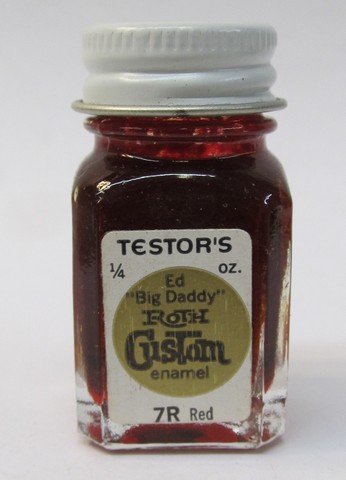 TESTOR'S
1/4 OZ.
Ed
"Big Daddy"
ROTH
Custom
enamel
7R Red